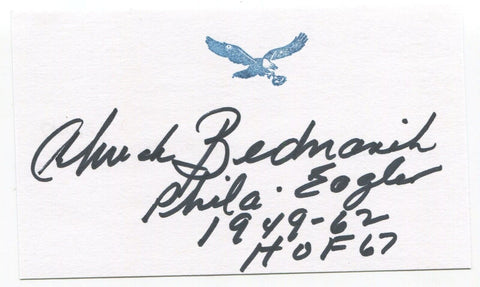 Chuck Bednarik
Phila. Eagles
1949-62
HOF 67